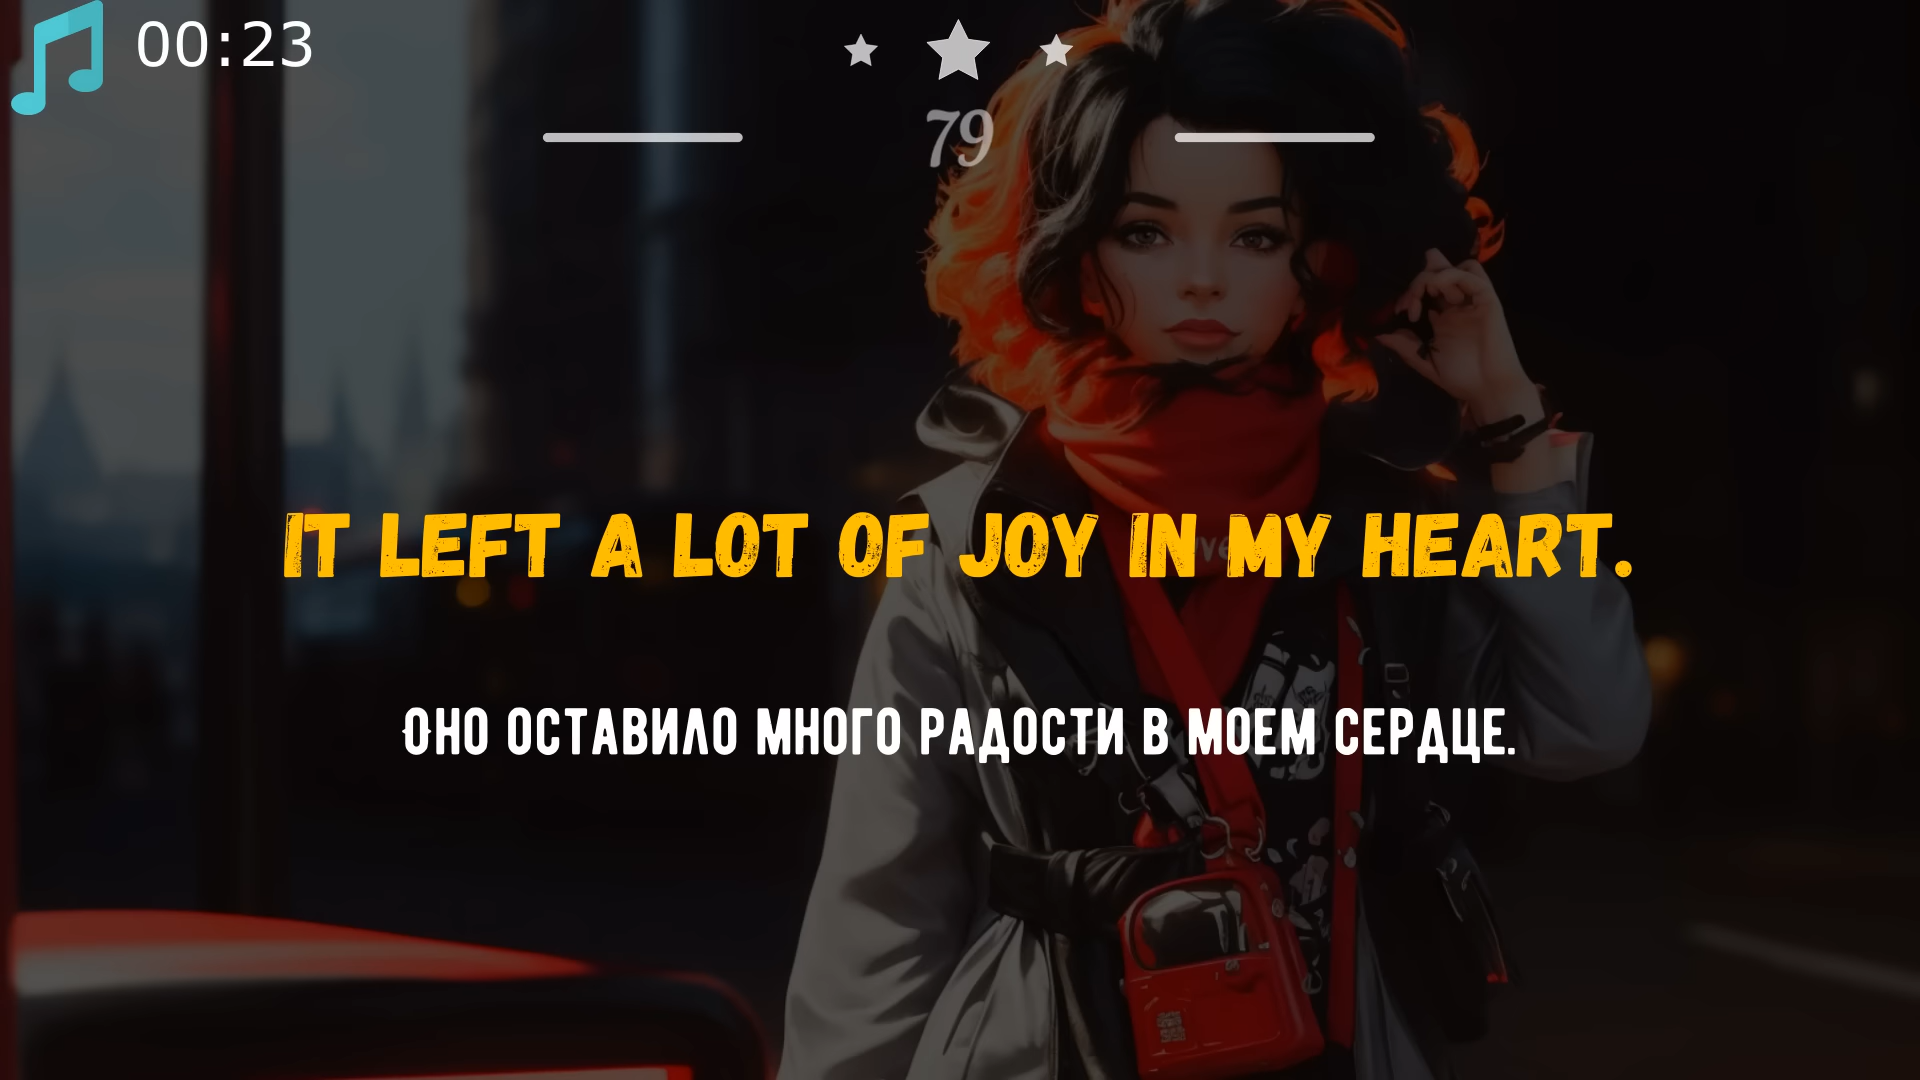 00:23
79
IT LEFT A LOT OF JOY IN MY HEART.
Оно оставило много радости в моем сердце.